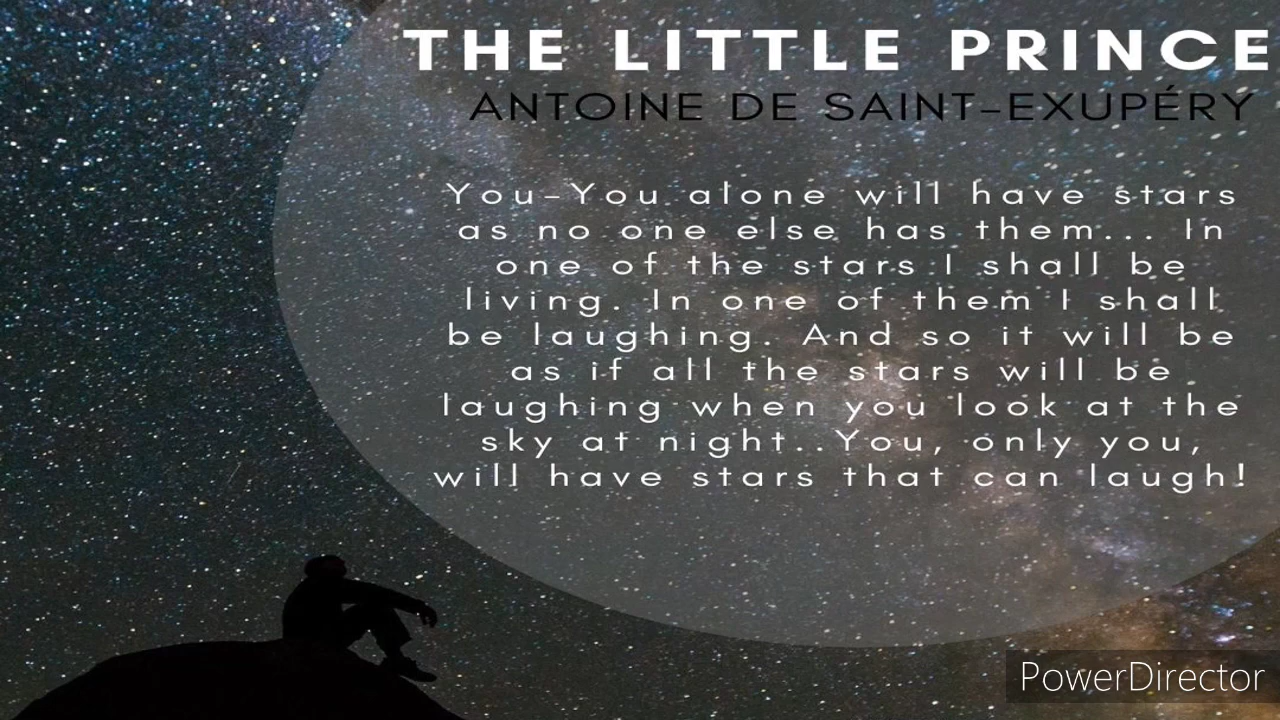 THE LITTLE PRINCE
ANTOINE DE SAINT-EXUPÉRY
You-You alone will have stars
as no one else has them... In
one of the stars I shall be
living. In one of them I shall
be laughing. And so it will be
as if all the stars will be
laughing when you look at the
sky at night..You, only you,
will have stars that can laugh!
PowerDirector